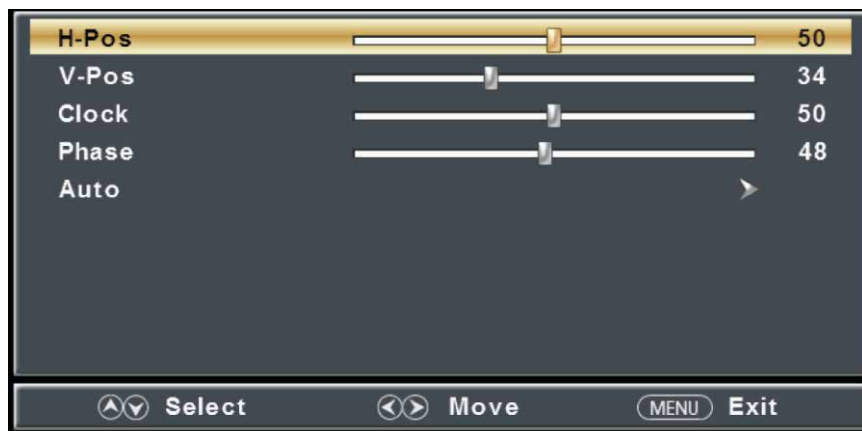 H-Pos 50
V-Pos 34
Clock 50
Phase 48
Auto
Select Move MENU Exit